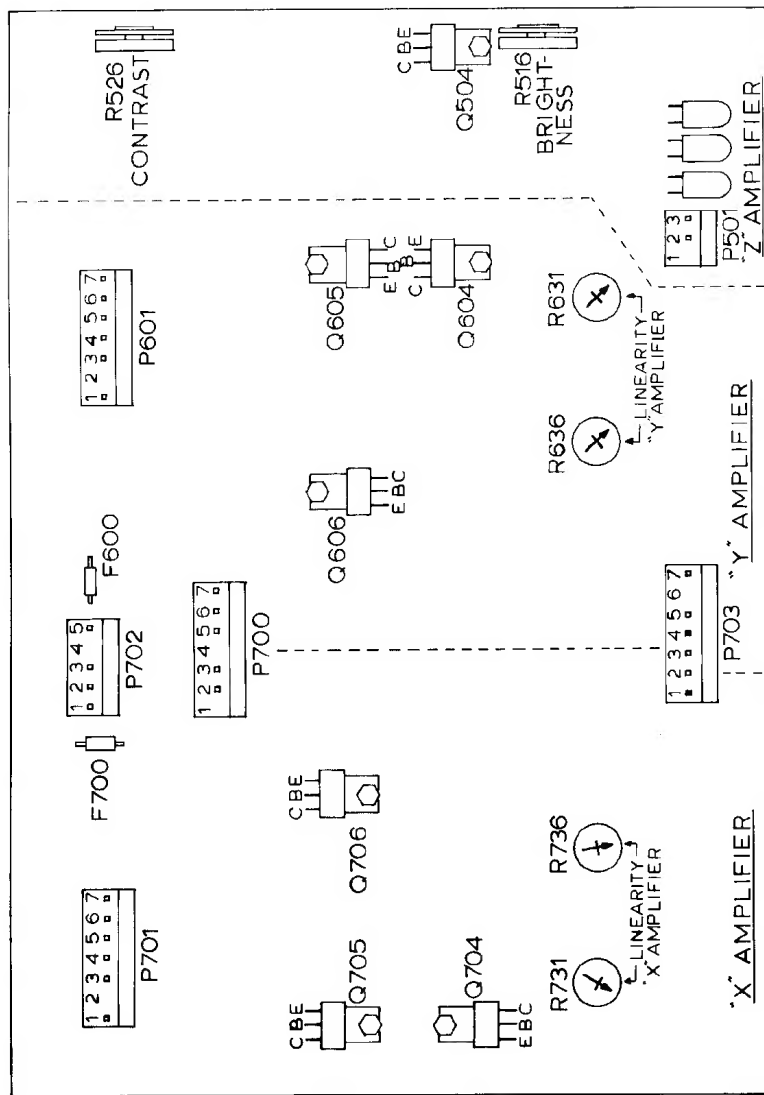 R526
CONTRAST
C B E
Q504
R516
BRIGHT-
NESS
1 2 3
P501
"Z" AMPLIFIER
1 2 3 4 5 6 7
P601
Q605
E B C
C B E
Q604
R631
R636
LINEARITY
"Y" AMPLIFIER
Q606
E B C
F600
"Y" AMPLIFIER
1 2 3 4 5
P702
1 2 3 4 5 6 7
P700
1 2 3 4 5 6 7
P703
F700
C B E
Q706
1 2 3 4 5 6 7
P701
C B E
Q705
Q704
E B C
R736
R731
LINEARITY
"X" AMPLIFIER
"X" AMPLIFIER